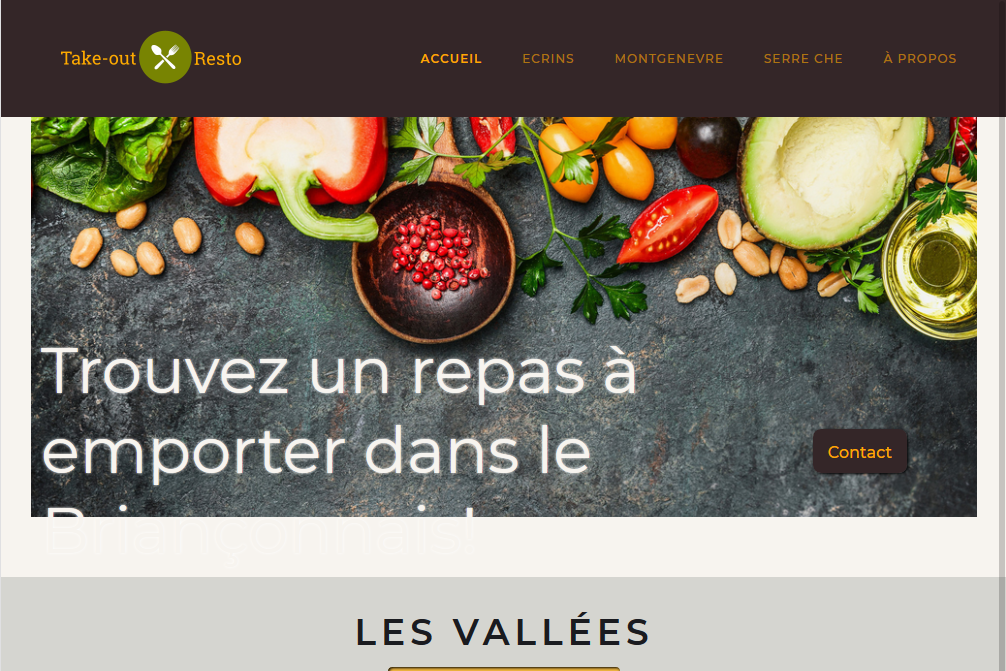 Take-out Resto
ACCUEIL ECRINS MONTGENEVRE SERRE CHE À PROPOS
Trouvez un repas à
emporter dans le
Briançonnais!
Contact
LES VALLÉES